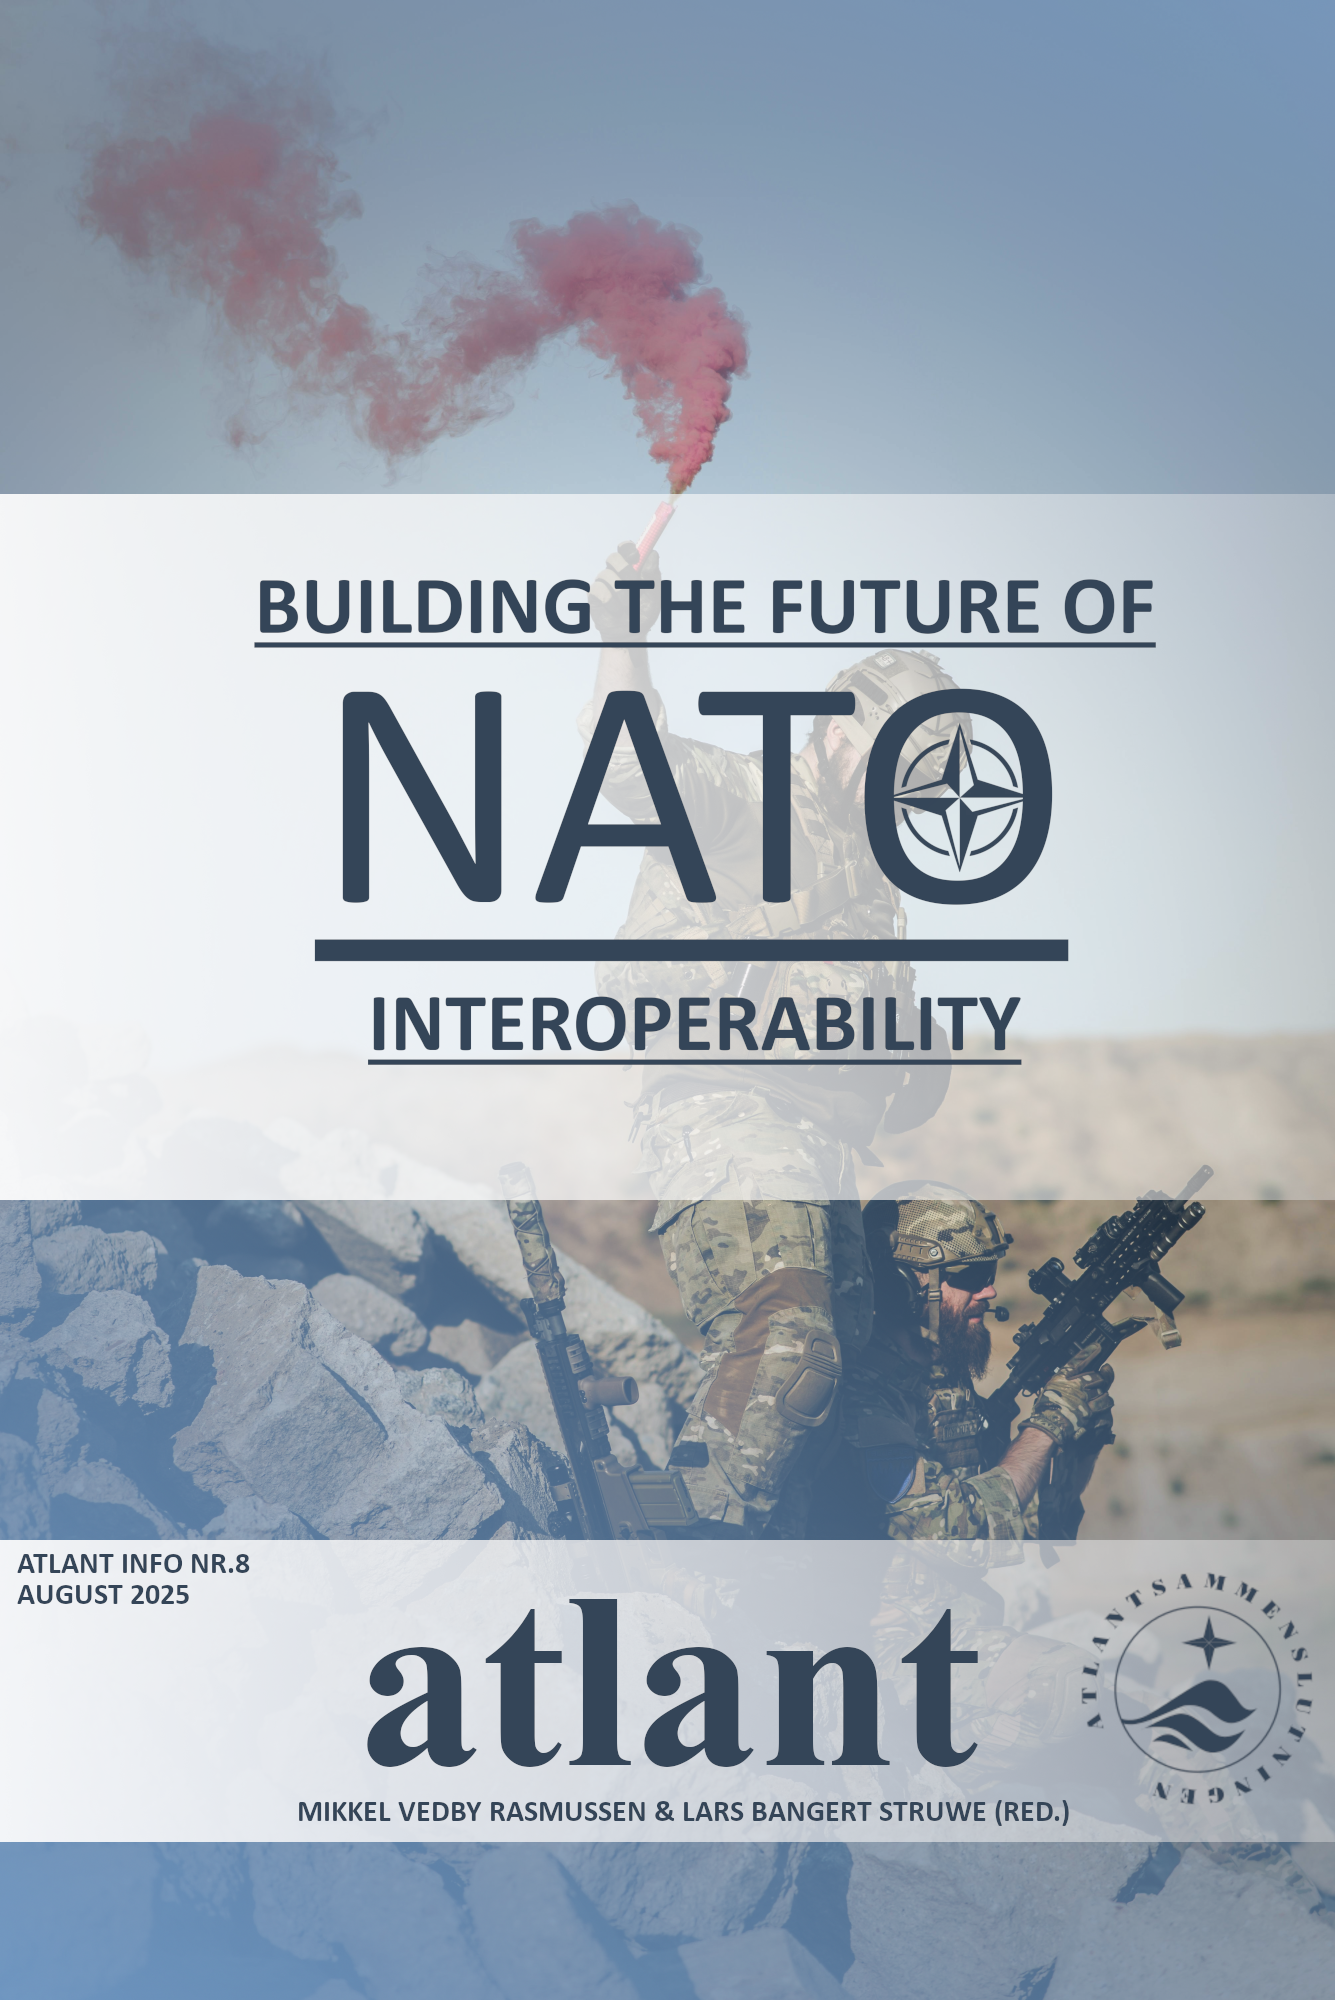 BUILDING THE FUTURE OF
NATO
INTEROPERABILITY
ATLANT INFO NR.8
AUGUST 2025
atlant
ATLANTSAMMENSLUTNINGEN
MIKKEL VEDBY RASMUSSEN & LARS BANGERT STRUWE (RED.)